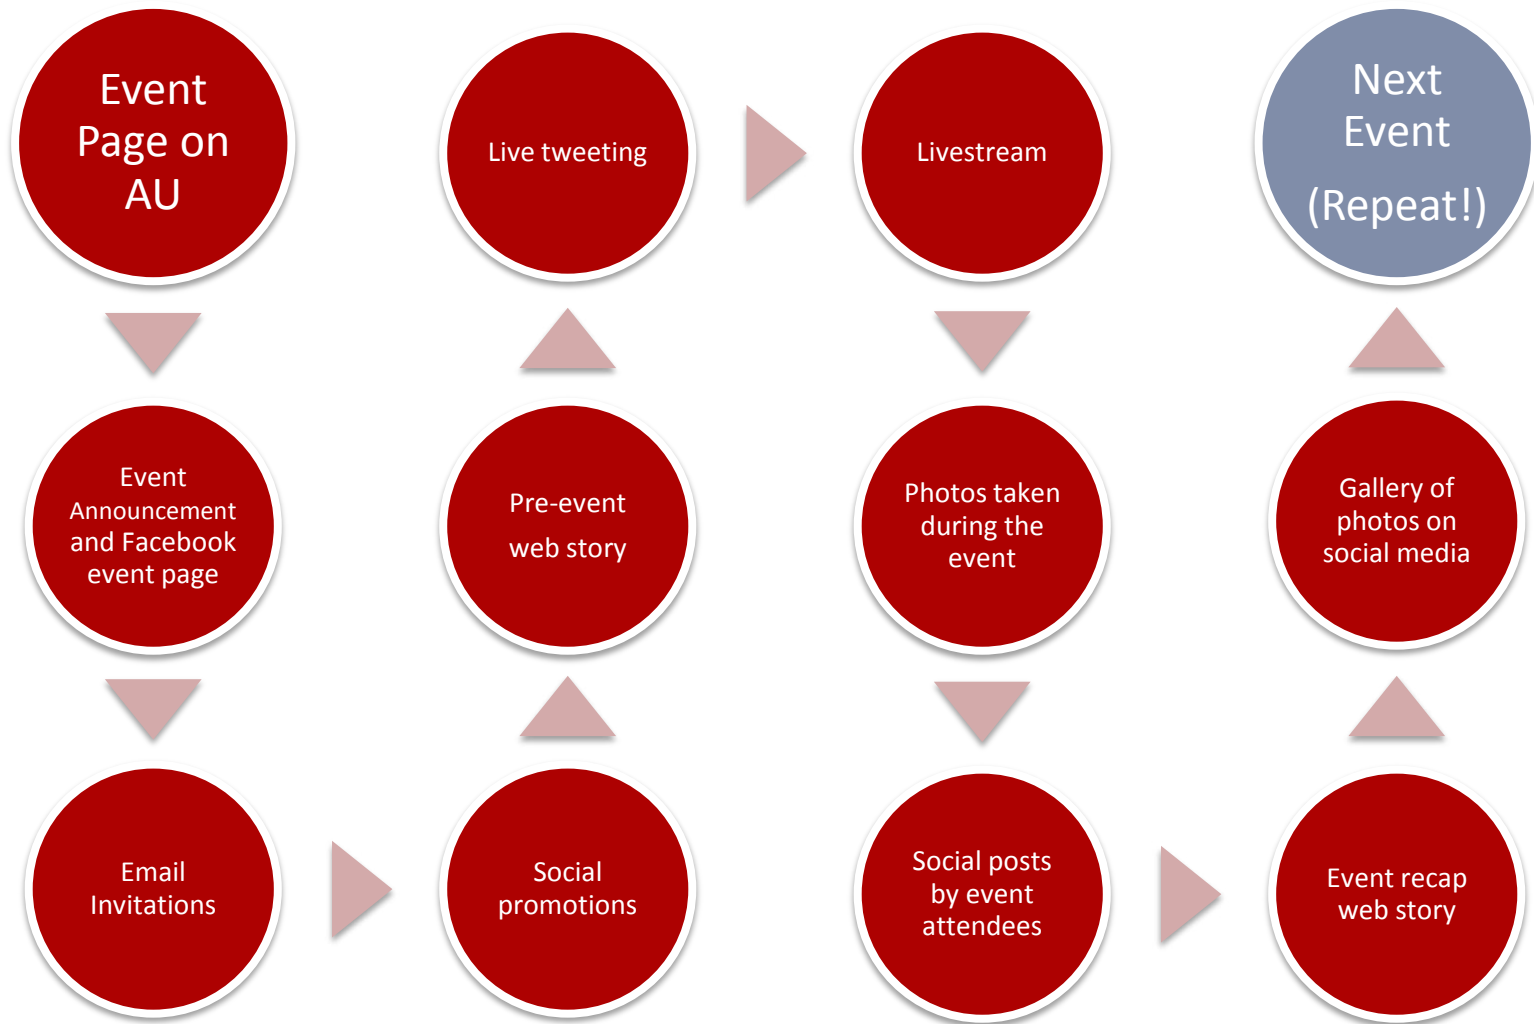 Event
Page on
AU
Event
Announcement
and Facebook
event page
Email
Invitations
Social
promotions
Pre-event
web story
Live tweeting
Livestream
Photos taken
during the
event
Social posts
by event
attendees
Event recap
web story
Gallery of
photos on
social media
Next
Event
(Repeat!)